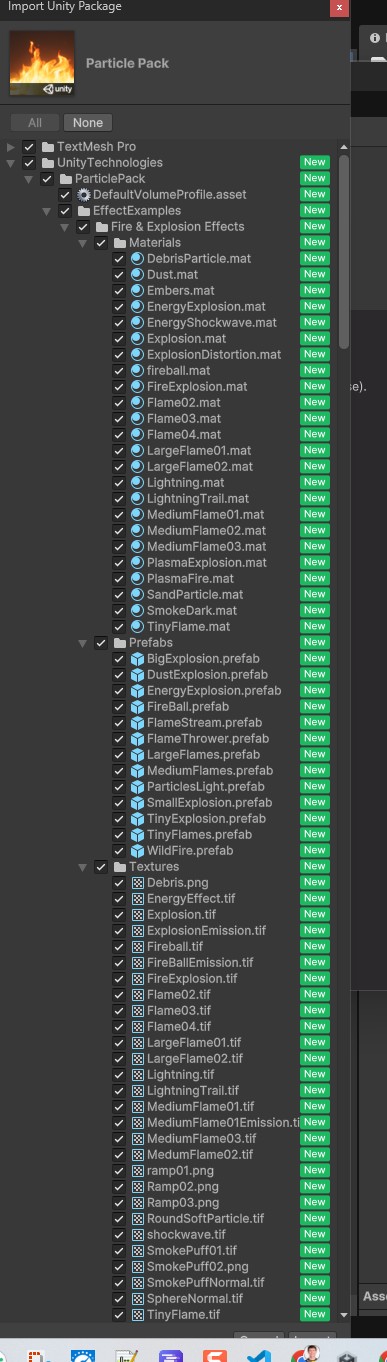 Import Unity Package
x
unity
Particle Pack
All
None
TextMesh Pro
UnityTechnologies New
ParticlePack New
DefaultVolumeProfile.asset New
EffectExamples New
Fire & Explosion Effects New
Materials New
DebrisParticle.mat New
Dust.mat New
Embers.mat New
EnergyExplosion.mat New
EnergyShockwave.mat New
Explosion.mat New
ExplosionDistortion.mat New
fireball.mat New
FireExplosion.mat New
se).
Flame02.mat New
Flame03.mat New
Flame04.mat New
LargeFlame01.mat New
LargeFlame02.mat New
Lightning.mat New
LightningTrail.mat New
MediumFlame01.mat New
MediumFlame02.mat New
MediumFlame03.mat New
PlasmaExplosion.mat New
PlasmaFire.mat New
SandParticle.mat New
SmokeDark.mat New
TinyFlame.mat New
Prefabs New
BigExplosion.prefab New
DustExplosion.prefab New
EnergyExplosion.prefab New
FireBall.prefab New
FlameStream.prefab New
FlameThrower.prefab New
LargeFlames.prefab New
MediumFlames.prefab New
ParticlesLight.prefab New
SmallExplosion.prefab New
TinyExplosion.prefab New
TinyFlames.prefab New
WildFire.prefab New
Textures New
Debris.png New
EnergyEffect.tif New
Explosion.tif New
ExplosionEmission.tif New
Fireball.tif New
FireBallEmission.tif New
FireExplosion.tif New
Flame02.tif New
Flame03.tif New
Flame04.tif New
LargeFlame01.tif New
LargeFlame02.tif New
Lightning.tif New
LightningTrail.tif New
MediumFlame01.tif New
MediumFlame01Emission.ti New
MediumFlame03.tif New
MedumFlame02.tif New
ramp01.png New
Ramp02.png New
Ramp03.png New
RoundSoftParticle.tif New
shockwave.tif New
SmokePuff01.tif New
SmokePuff02.png New
SmokePuffNormal.tif New
Asse
SphereNormal.tif New
TinyFlame.tif New